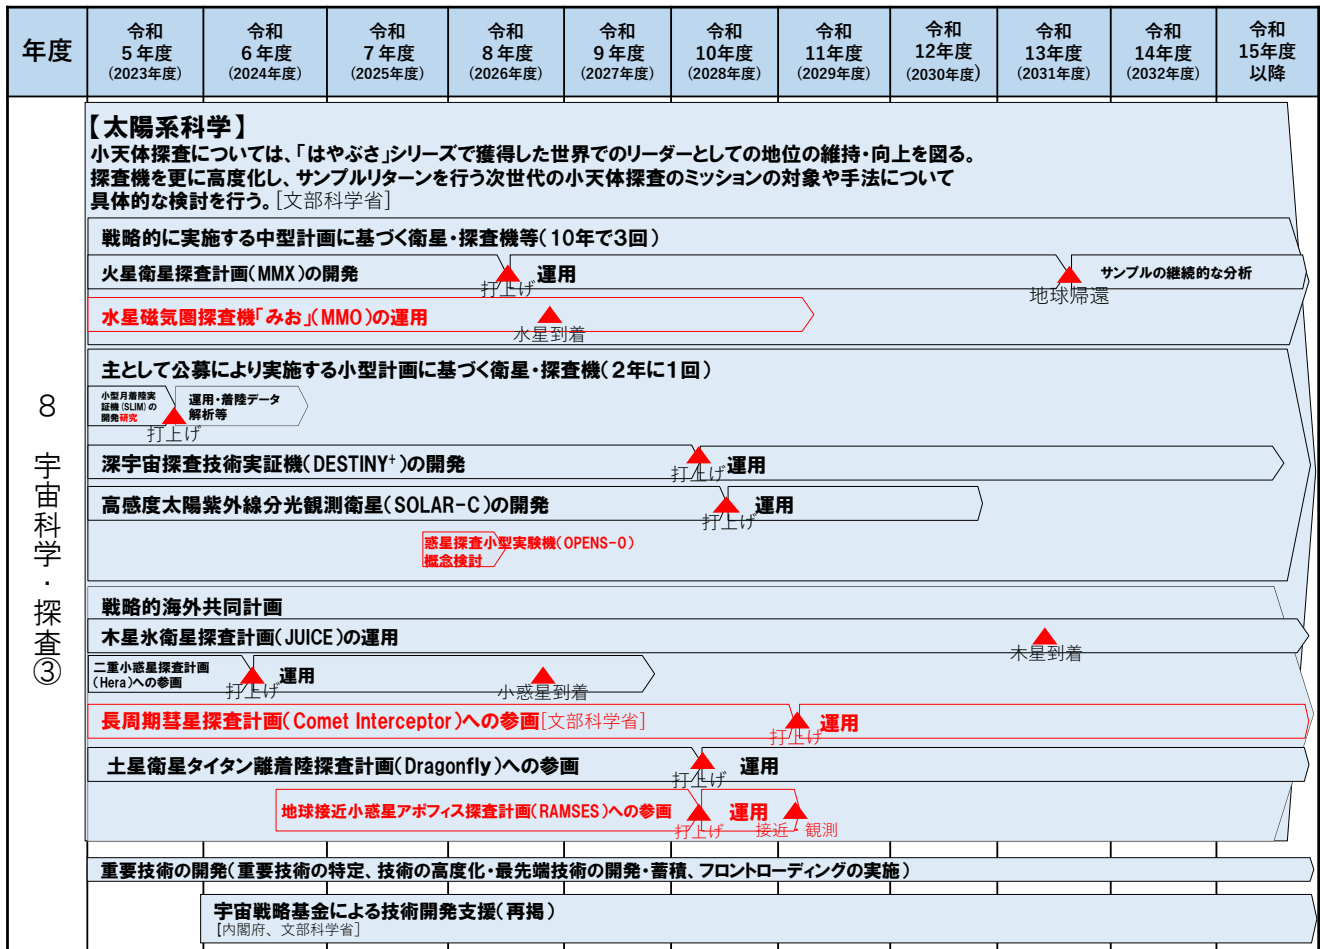 年度
令和
5年度
(2023年度)
令和
6年度
(2024年度)
令和
7年度
(2025年度)
令和
8年度
(2026年度)
令和
9年度
(2027年度)
令和
10年度
(2028年度)
令和
11年度
(2029年度)
令和
12年度
(2030年度)
令和
13年度
(2031年度)
令和
14年度
(2032年度)
令和
15年度
以降
8 宇宙科学・探査③
【太陽系科学】
小天体探査については、「はやぶさ」シリーズで獲得した世界でのリーダーとしての地位の維持・向上を図る。
探査機を更に高度化し、サンプルリターンを行う次世代の小天体探査のミッションの対象や手法について
具体的な検討を行う。[文部科学省]
戦略的に実施する中型計画に基づく衛星・探査機等(10年で3回)
火星衛星探査計画(MMX)の開発
打上げ
運用
地球帰還
サンプルの継続的な分析
水星磁気圏探査機「みお」(MMO)の運用
水星到着
主として公募により実施する小型計画に基づく衛星・探査機(2年に1回)
小型月着陸実
証機(SLIM)の
開発研究
打上げ
運用・着陸データ
解析等
深宇宙探査技術実証機(DESTINY⁺)の開発
打上げ
運用
高感度太陽紫外線分光観測衛星(SOLAR-C)の開発
打上げ
運用
惑星探査小型実験機(OPENS-0)
概念検討
戦略的海外共同計画
木星氷衛星探査計画(JUICE)の運用
木星到着
二重小惑星探査計画
(Hera)への参画
打上げ
運用
小惑星到着
長周期彗星探査計画(Comet Interceptor)への参画[文部科学省]
打上げ
運用
土星衛星タイタン離着陸探査計画(Dragonfly)への参画
打上げ
運用
地球接近小惑星アポフィス探査計画(RAMSES)への参画
打上げ
運用
接近・観測
重要技術の開発(重要技術の特定、技術の高度化・最先端技術の開発・蓄積、フロントローディングの実施)
宇宙戦略基金による技術開発支援(再掲)
[内閣府、文部科学省]